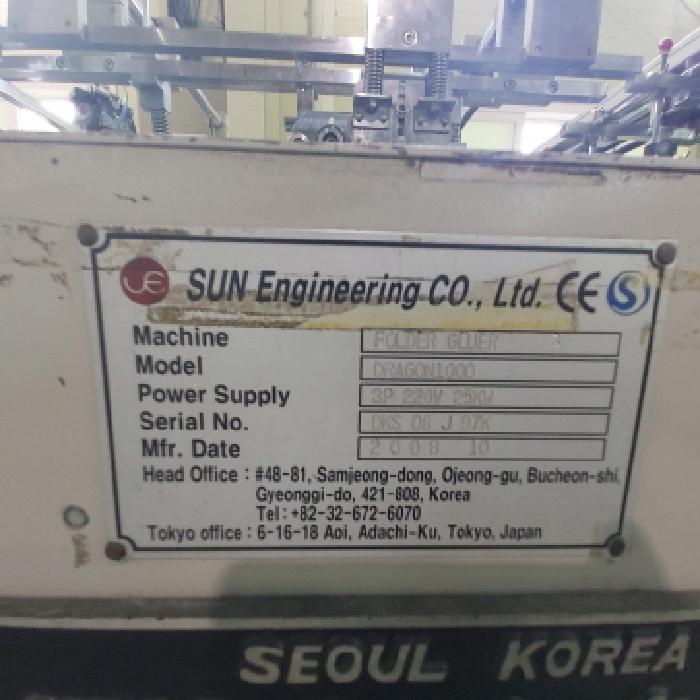 SUN Engineering CO., Ltd. CE S
Machine FOLDER GLUER
Model DRAGON1000
Power Supply 3P 220V 25KW
Serial No. DKS 08 J 97K
Mfr. Date 2008 10
Head Office : #48-81, Samjeong-dong, Ojeong-gu, Bucheon-shi,
Gyeonggi-do, 421-808, Korea
Tel : +82-32-672-6070
Tokyo office : 6-16-18 Aoi, Adachi-Ku, Tokyo, Japan
SEOUL KOREA